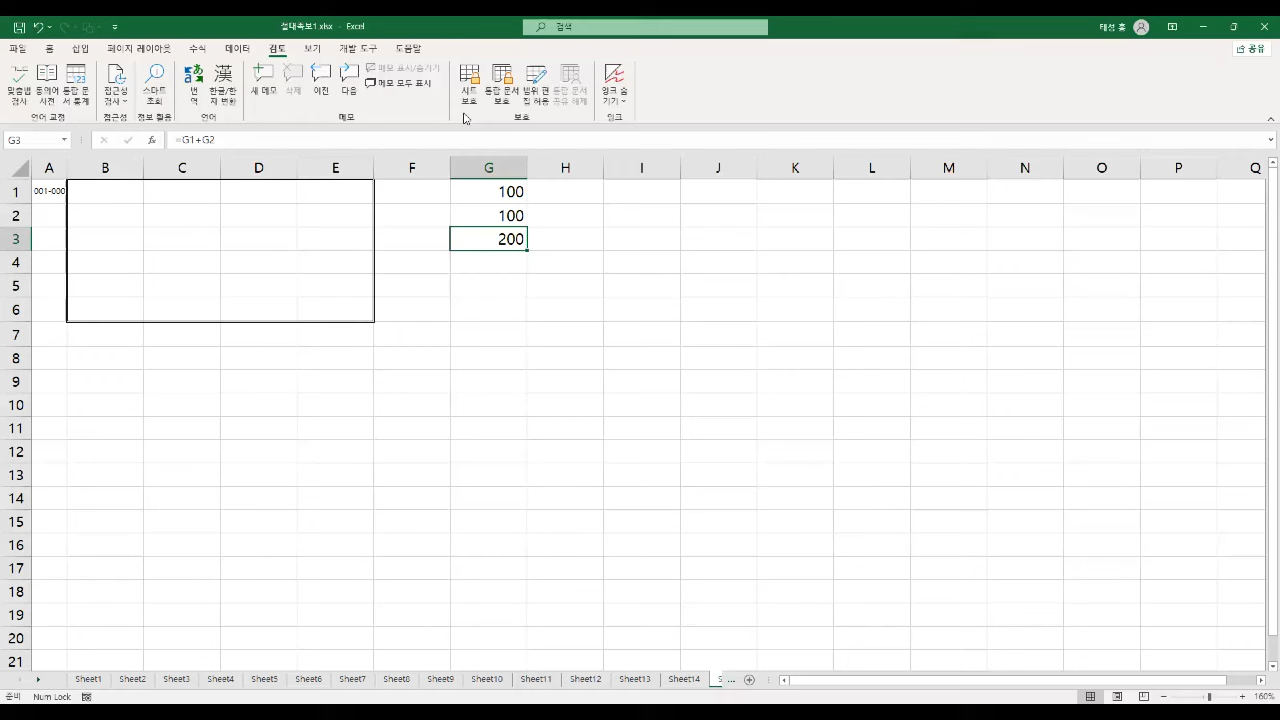 절대속보1.xlsx - Excel
검색
태성 홍
파일 홈 삽입 페이지 레이아웃 수식 데이터 검토 보기 개발 도구 도움말
공유
맞춤법 검사
동의어 사전
통합 문서 통계
언어 교정
접근성 검사
접근성
스마트 조회
정보 활용
번역
한글/한자 변환
언어
새 메모
삭제
이전
다음
메모 표시/숨기기
메모 모두 표시
메모
시트 보호
통합 문서 보호
범위 편집 허용
통합 문서 공유 해제
보호
잉크 숨기기
잉크
G3
fx
=G1+G2
A B C D E F G H I J K L M N O P Q
1 001-000 100
2 100
3 200
4
5
6
7
8
9
10
11
12
13
14
15
16
17
18
19
20
21
Sheet1 Sheet2 Sheet3 Sheet4 Sheet5 Sheet6 Sheet7 Sheet8 Sheet9 Sheet10 Sheet11 Sheet12 Sheet13 Sheet14 S ...
준비 Num Lock
160%